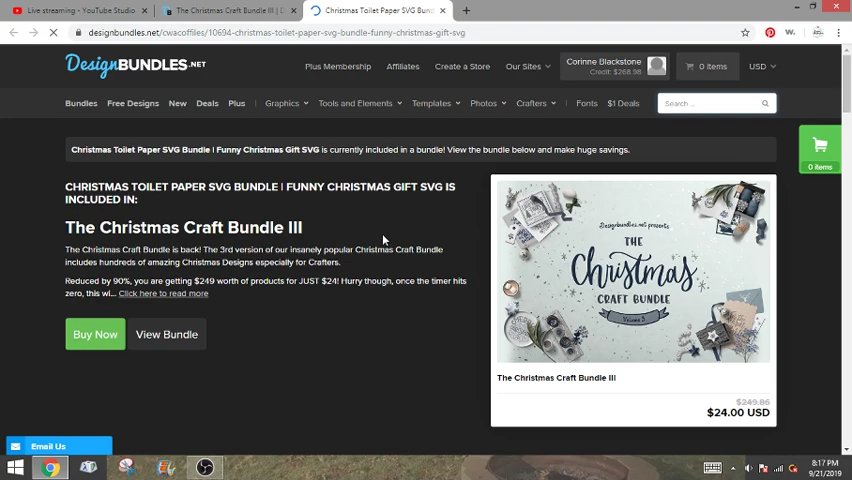 Live streaming - YouTube Studio
The Christmas Craft Bundle III | D
Christmas Toilet Paper SVG Bund
designbundles.net/cwacoffiles/10694-christmas-toilet-paper-svg-bundle-funny-christmas-gift-svg
DesignBUNDLES.NET
Plus Membership
Affiliates
Create a Store
Our Sites
Corinne Blackstone
Credit: $268.98
0 items
USD
Bundles
Free Designs
New
Deals
Plus
Graphics
Tools and Elements
Templates
Photos
Crafters
Fonts
$1 Deals
Search ...
Christmas Toilet Paper SVG Bundle | Funny Christmas Gift SVG is currently included in a bundle! View the bundle below and make huge savings.
0 items
CHRISTMAS TOILET PAPER SVG BUNDLE | FUNNY CHRISTMAS GIFT SVG IS
INCLUDED IN:
The Christmas Craft Bundle III
The Christmas Craft Bundle is back! The 3rd version of our insanely popular Christmas Craft Bundle
includes hundreds of amazing Christmas Designs especially for Crafters.
Reduced by 90%, you are getting $249 worth of products for JUST $24! Hurry though, once the timer hits
zero, this wi... Click here to read more
Buy Now
View Bundle
Designbundles.net presents
THE
Christmas
CRAFT BUNDLE
Volume 3
The Christmas Craft Bundle III
$249.86
$24.00 USD
Email Us
8:17 PM
9/21/2019